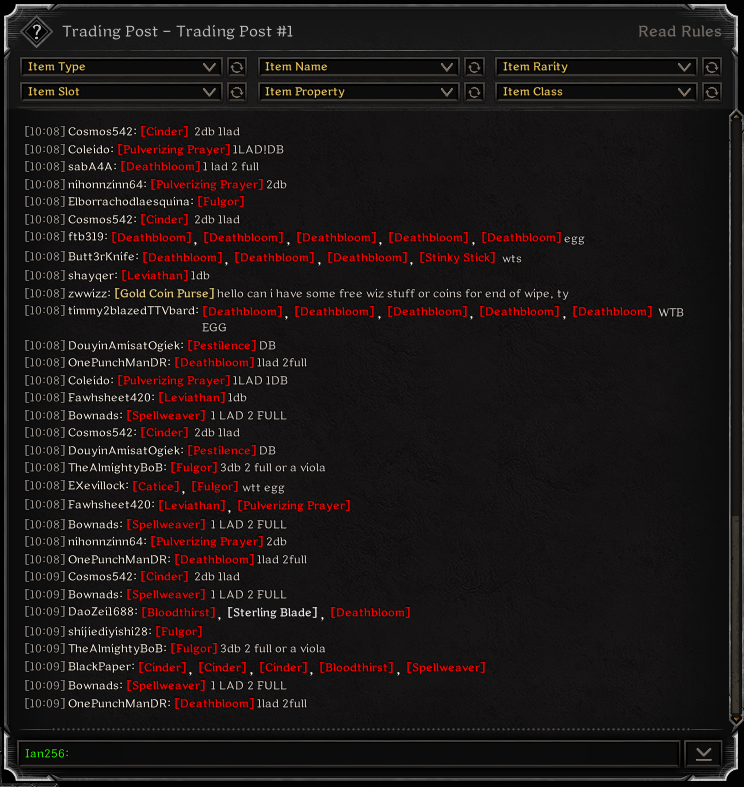 ?
Trading Post - Trading Post #1
Read Rules
Item Type
Item Name
Item Rarity
Item Slot
Item Property
Item Class
[10:08] Cosmos542: [Cinder] 2db 1lad
[10:08] Coleido: [Pulverizing Prayer] 1LAD!DB
[10:08] sabA4A: [Deathbloom] 1 lad 2 full
[10:08] nihonnzinn64: [Pulverizing Prayer] 2db
[10:08] Elborrachodlaesquina: [Fulgor]
[10:08] Cosmos542: [Cinder] 2db 1lad
[10:08] ftb319: [Deathbloom], [Deathbloom], [Deathbloom], [Deathbloom], [Deathbloom] egg
[10:08] Butt3rKnife: [Deathbloom], [Deathbloom], [Deathbloom], [Stinky Stick] wts
[10:08] shayqer: [Leviathan] 1db
[10:08] zwwizz: [Gold Coin Purse] hello can i have some free wiz stuff or coins for end of wipe, ty
[10:08] timmy2blazedTTVbard: [Deathbloom], [Deathbloom], [Deathbloom], [Deathbloom], [Deathbloom] WTB
EGG
[10:08] DouyinAmisatOgiek: [Pestilence] DB
[10:08] OnePunchManDR: [Deathbloom] 1lad 2full
[10:08] Coleido: [Pulverizing Prayer] 1LAD 1DB
[10:08] Fawhsheet420: [Leviathan] 1db
[10:08] Bownads: [Spellweaver] 1 LAD 2 FULL
[10:08] Cosmos542: [Cinder] 2db 1lad
[10:08] DouyinAmisatOgiek: [Pestilence] DB
[10:08] TheAlmightyBoB: [Fulgor] 3db 2 full or a viola
[10:08] EXevillock: [Catice], [Fulgor] wtt egg
[10:08] Fawhsheet420: [Leviathan], [Pulverizing Prayer]
[10:08] Bownads: [Spellweaver] 1 LAD 2 FULL
[10:08] nihonnzinn64: [Pulverizing Prayer] 2db
[10:08] OnePunchManDR: [Deathbloom] 1lad 2full
[10:09] Cosmos542: [Cinder] 2db 1lad
[10:09] Bownads: [Spellweaver] 1 LAD 2 FULL
[10:09] DaoZei1688: [Bloodthirst], [Sterling Blade], [Deathbloom]
[10:09] shijiediyishi28: [Fulgor]
[10:09] TheAlmightyBoB: [Fulgor] 3db 2 full or a viola
[10:09] BlackPaper: [Cinder], [Cinder], [Cinder], [Bloodthirst], [Spellweaver]
[10:09] Bownads: [Spellweaver] 1 LAD 2 FULL
[10:09] OnePunchManDR: [Deathbloom] 1lad 2full
Ian256: